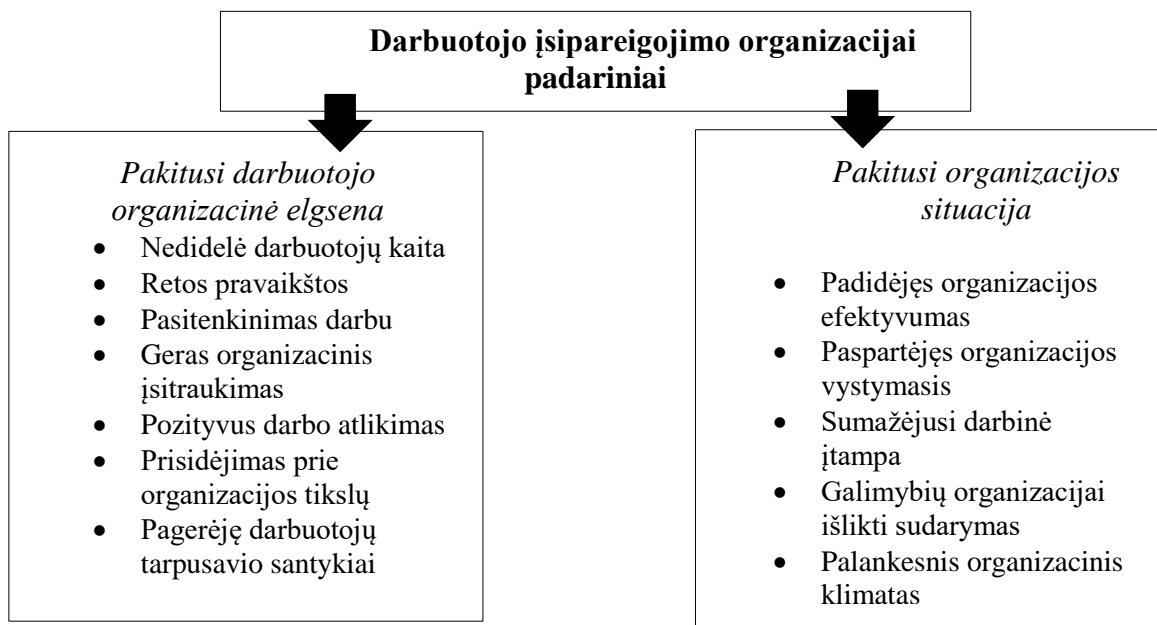 Darbuotojo įsipareigojimo organizacijai
padariniai
Pakitusi darbuotojo
organizacinė elgsena
• Nedidelė darbuotojų kaita
• Retos pravaikštos
• Pasitenkinimas darbu
• Geras organizacinis
įsitraukimas
• Pozityvus darbo atlikimas
• Prisidėjimas prie
organizacijos tikslų
• Pagerėję darbuotojų
tarpusavio santykiai
Pakitusi organizacijos
situacija
• Padidėjęs organizacijos
efektyvumas
• Paspartėjęs organizacijos
vystymasis
• Sumažėjusi darbinė
įtampa
• Galimybių organizacijai
išlikti sudarymas
• Palankesnis organizacinis
klimatas